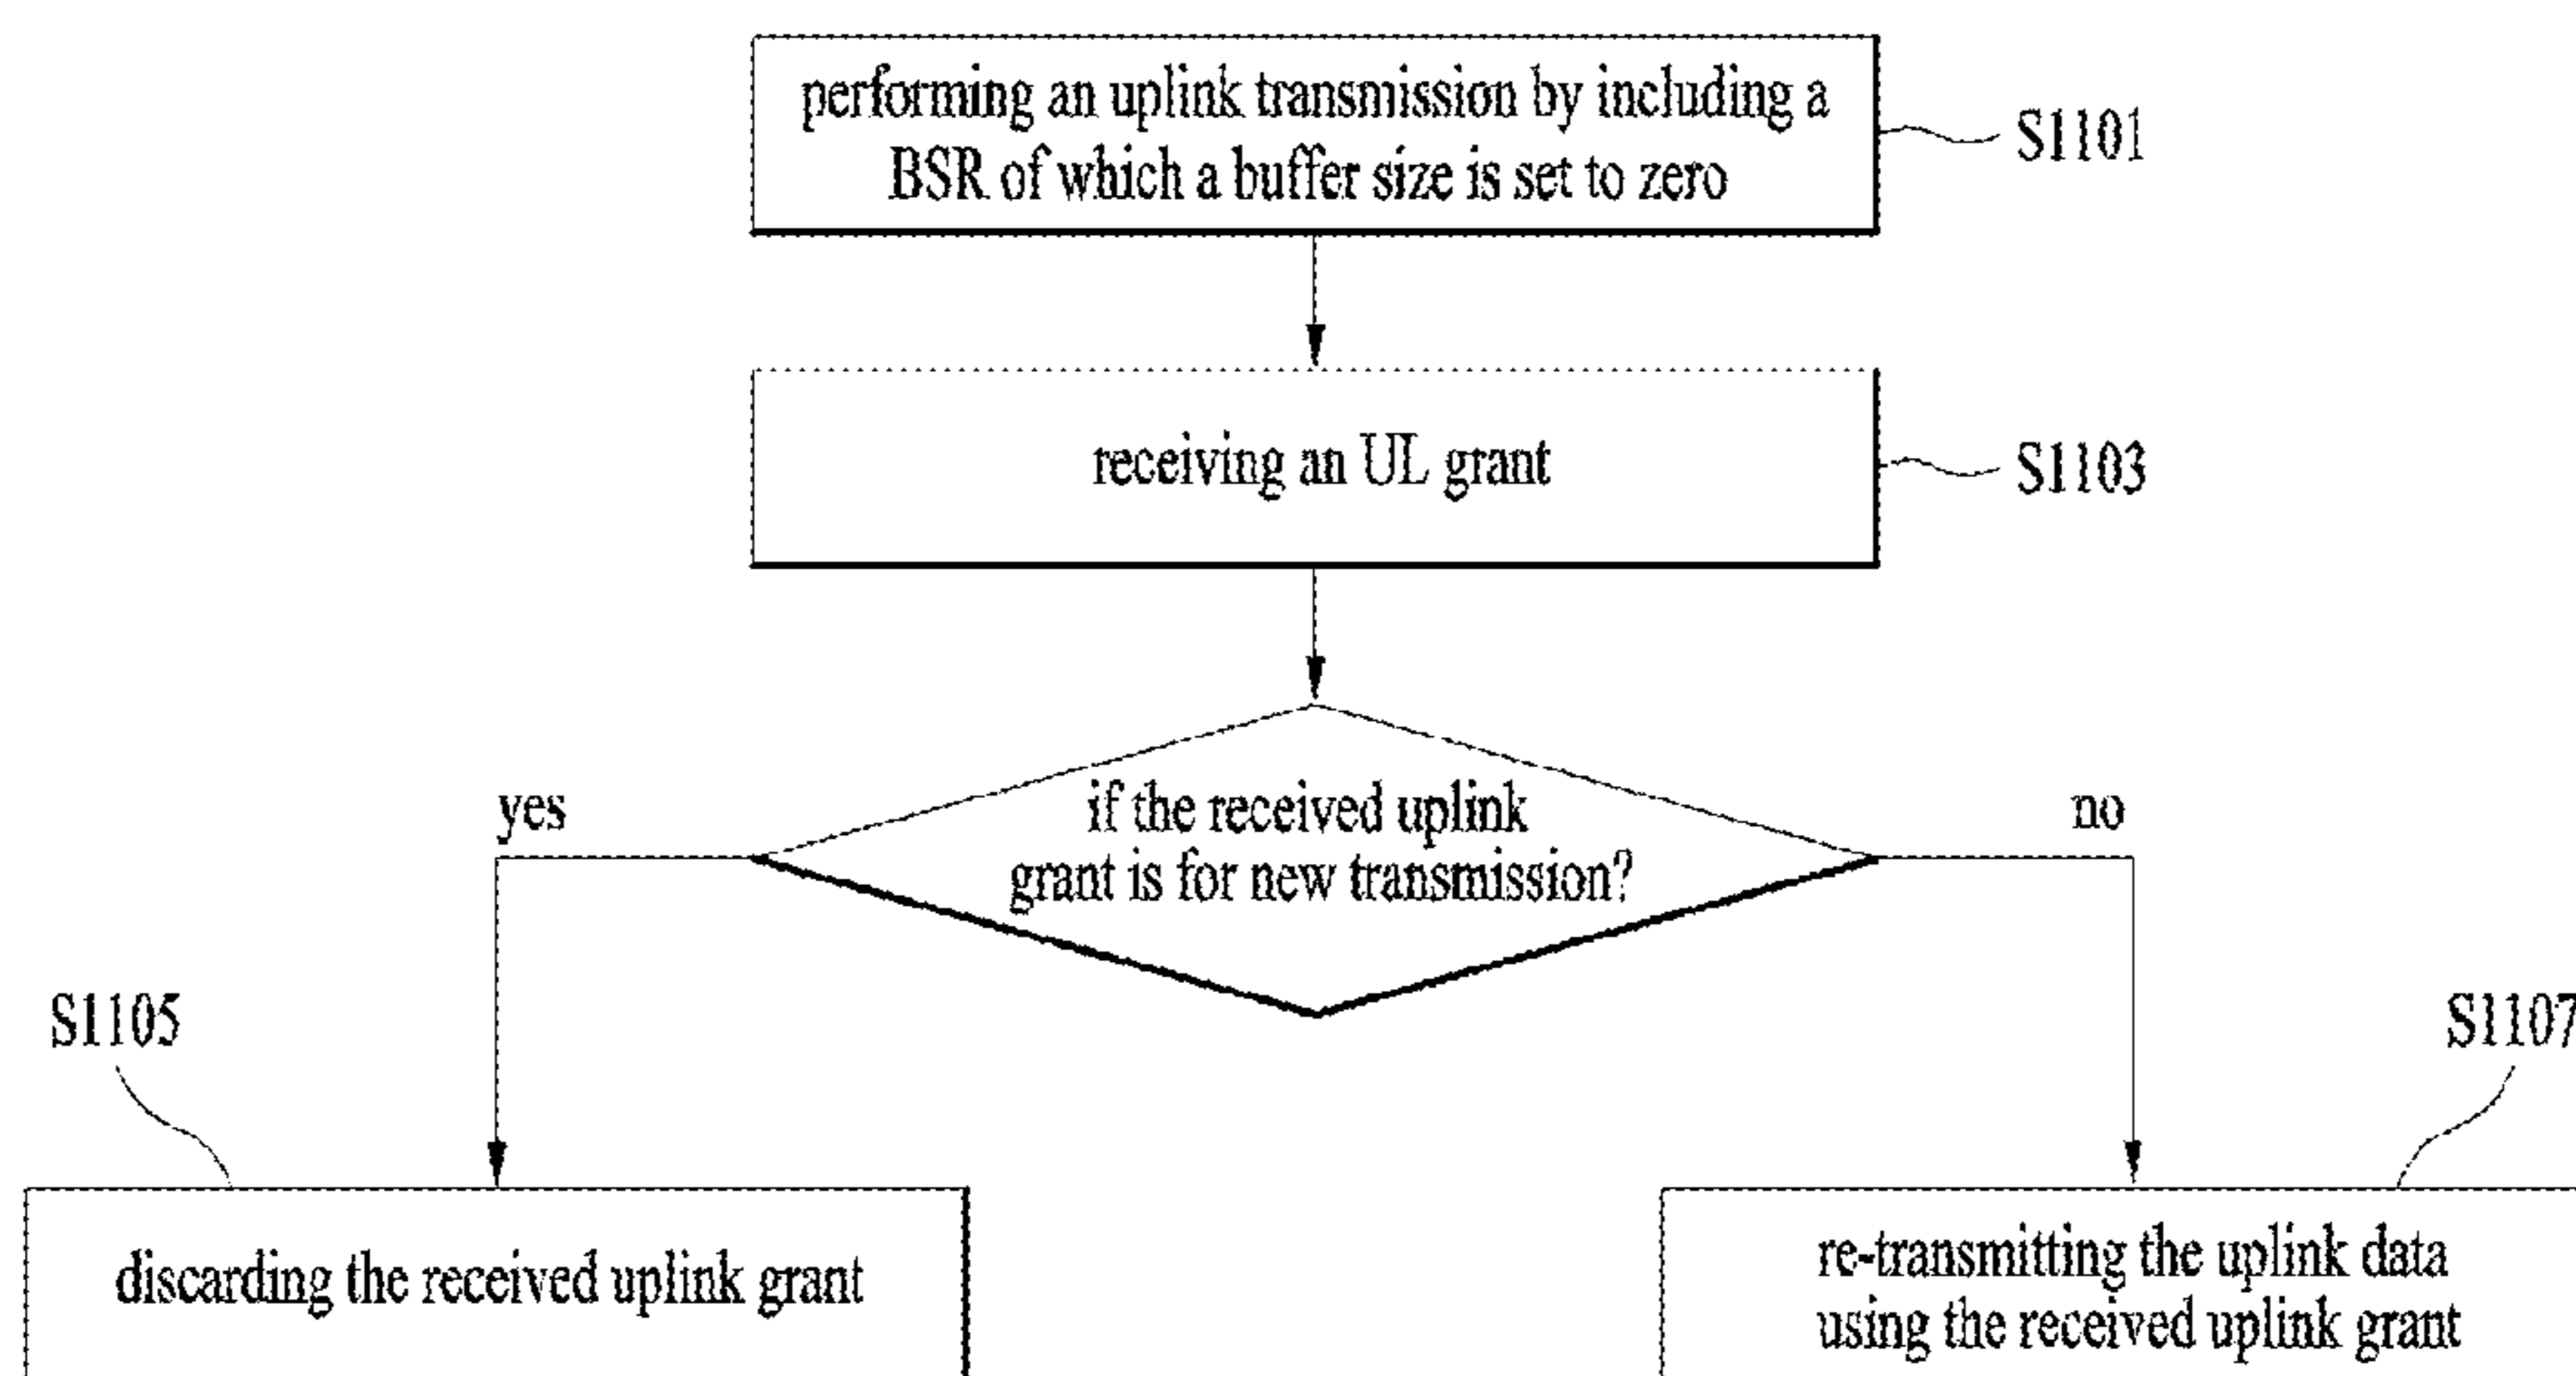 performing an uplink transmission by including a
BSR of which a buffer size is set to zero
S1101
receiving an UL grant
S1103
if the received uplink
grant is for new transmission?
yes
no
S1105
S1107
discarding the received uplink grant
re-transmitting the uplink data
using the received uplink grant